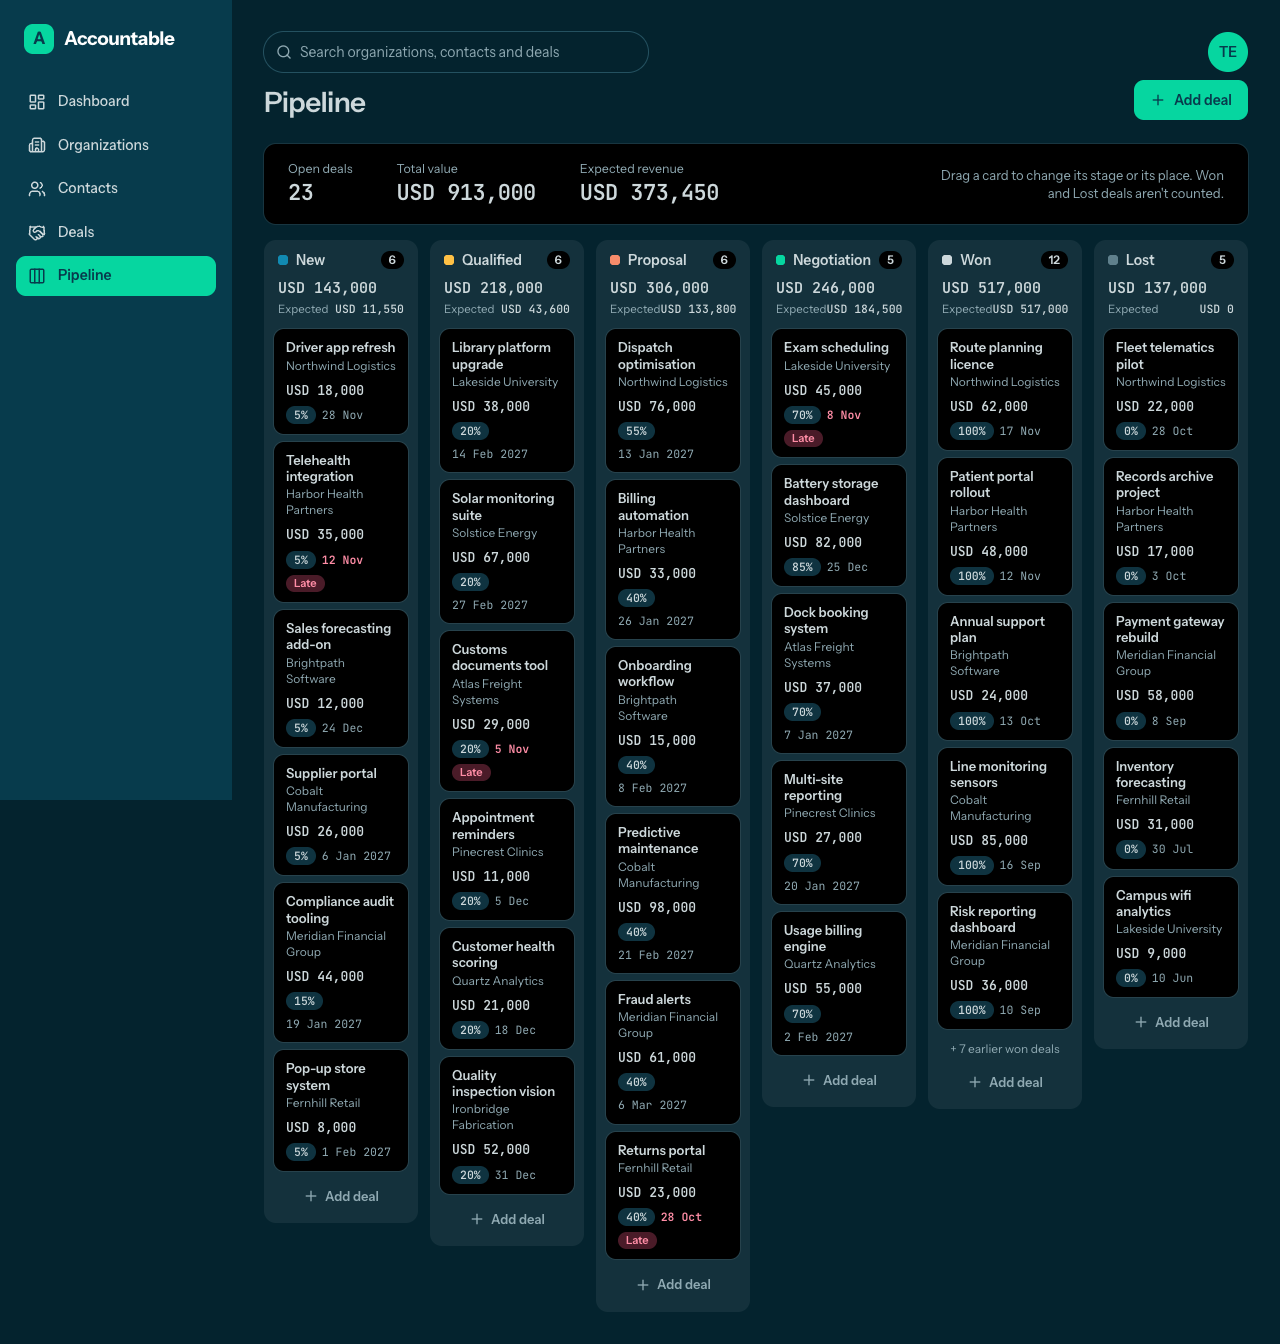 A Accountable
Dashboard
Organizations
Contacts
Deals
Pipeline
Search organizations, contacts and deals
TE
Pipeline
Add deal
Open deals
23
Total value
USD 913,000
Expected revenue
USD 373,450
Drag a card to change its stage or its place. Won
and Lost deals aren't counted.
New 6
USD 143,000
Expected USD 11,550
Driver app refresh
Northwind Logistics
USD 18,000
5% 28 Nov
Telehealth
integration
Harbor Health
Partners
USD 35,000
5% 12 Nov
Late
Sales forecasting
add-on
Brightpath
Software
USD 12,000
5% 24 Dec
Supplier portal
Cobalt
Manufacturing
USD 26,000
5% 6 Jan 2027
Compliance audit
tooling
Meridian Financial
Group
USD 44,000
15%
19 Jan 2027
Pop-up store
system
Fernhill Retail
USD 8,000
5% 1 Feb 2027
Add deal
Qualified 6
USD 218,000
Expected USD 43,600
Library platform
upgrade
Lakeside University
USD 38,000
20%
14 Feb 2027
Solar monitoring
suite
Solstice Energy
USD 67,000
20%
27 Feb 2027
Customs
documents tool
Atlas Freight
Systems
USD 29,000
20% 5 Nov
Late
Appointment
reminders
Pinecrest Clinics
USD 11,000
20% 5 Dec
Customer health
scoring
Quartz Analytics
USD 21,000
20% 18 Dec
Quality
inspection vision
Ironbridge
Fabrication
USD 52,000
20% 31 Dec
Add deal
Proposal 6
USD 306,000
Expected USD 133,800
Dispatch
optimisation
Northwind Logistics
USD 76,000
55%
13 Jan 2027
Billing
automation
Harbor Health
Partners
USD 33,000
40%
26 Jan 2027
Onboarding
workflow
Brightpath
Software
USD 15,000
40%
8 Feb 2027
Predictive
maintenance
Cobalt
Manufacturing
USD 98,000
40%
21 Feb 2027
Fraud alerts
Meridian Financial
Group
USD 61,000
40%
6 Mar 2027
Returns portal
Fernhill Retail
USD 23,000
40% 28 Oct
Late
Add deal
Negotiation 5
USD 246,000
Expected USD 184,500
Exam scheduling
Lakeside University
USD 45,000
70% 8 Nov
Late
Battery storage
dashboard
Solstice Energy
USD 82,000
85% 25 Dec
Dock booking
system
Atlas Freight
Systems
USD 37,000
70%
7 Jan 2027
Multi-site
reporting
Pinecrest Clinics
USD 27,000
70%
20 Jan 2027
Usage billing
engine
Quartz Analytics
USD 55,000
70%
2 Feb 2027
Add deal
Won 12
USD 517,000
Expected USD 517,000
Route planning
licence
Northwind Logistics
USD 62,000
100% 17 Nov
Patient portal
rollout
Harbor Health
Partners
USD 48,000
100% 12 Nov
Annual support
plan
Brightpath
Software
USD 24,000
100% 13 Oct
Line monitoring
sensors
Cobalt
Manufacturing
USD 85,000
100% 16 Sep
Risk reporting
dashboard
Meridian Financial
Group
USD 36,000
100% 10 Sep
+ 7 earlier won deals
Add deal
Lost 5
USD 137,000
Expected USD 0
Fleet telematics
pilot
Northwind Logistics
USD 22,000
0% 28 Oct
Records archive
project
Harbor Health
Partners
USD 17,000
0% 3 Oct
Payment gateway
rebuild
Meridian Financial
Group
USD 58,000
0% 8 Sep
Inventory
forecasting
Fernhill Retail
USD 31,000
0% 30 Jul
Campus wifi
analytics
Lakeside University
USD 9,000
0% 10 Jun
Add deal